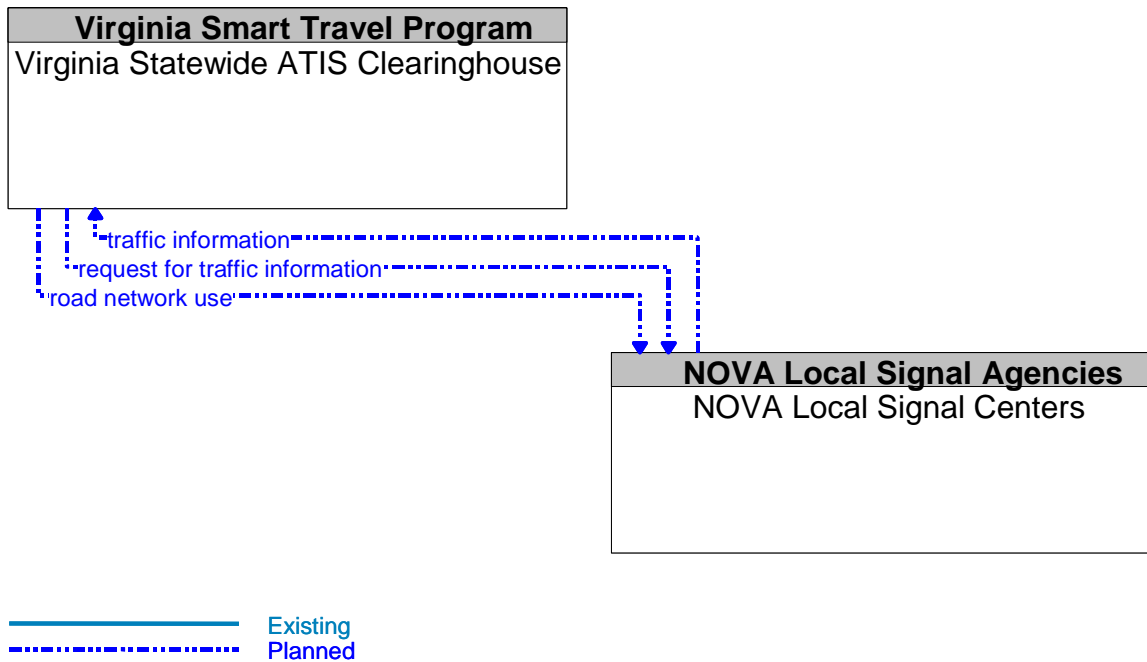 Virginia Smart Travel Program
Virginia Statewide ATIS Clearinghouse
traffic information
request for traffic information
road network use
NOVA Local Signal Agencies
NOVA Local Signal Centers
Existing
Planned